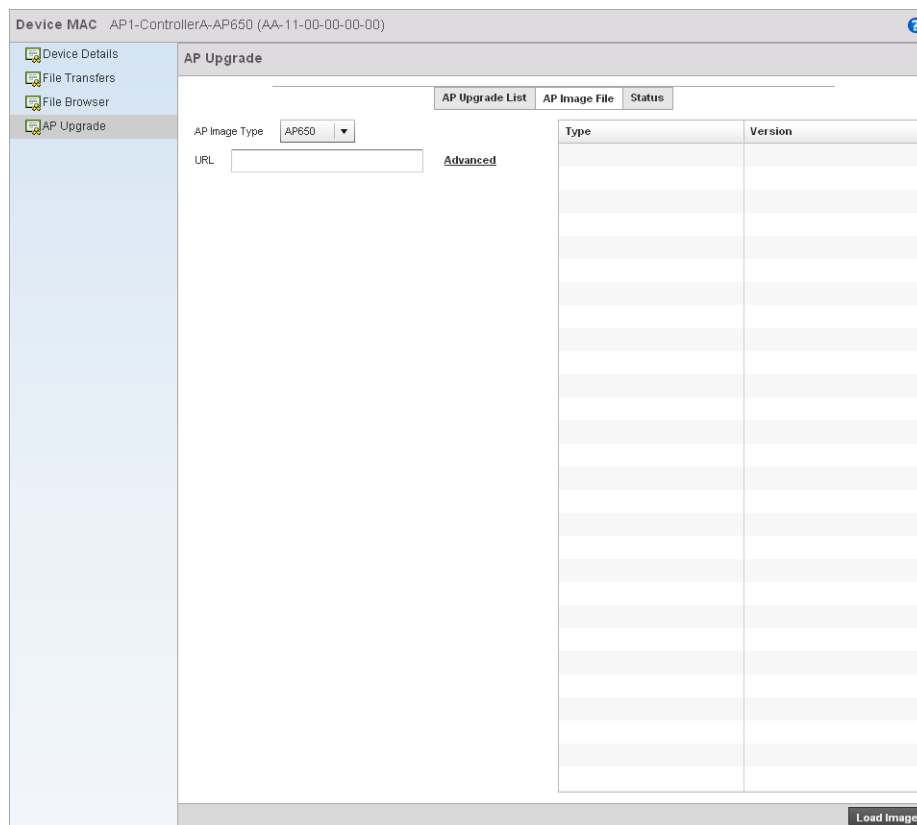 Device MAC AP1-ControllerA-AP650 (AA-11-00-00-00-00)
?
Device Details
File Transfers
File Browser
AP Upgrade
AP Upgrade
AP Upgrade List AP Image File Status
AP Image Type AP650
URL Advanced
Type Version
Load Image